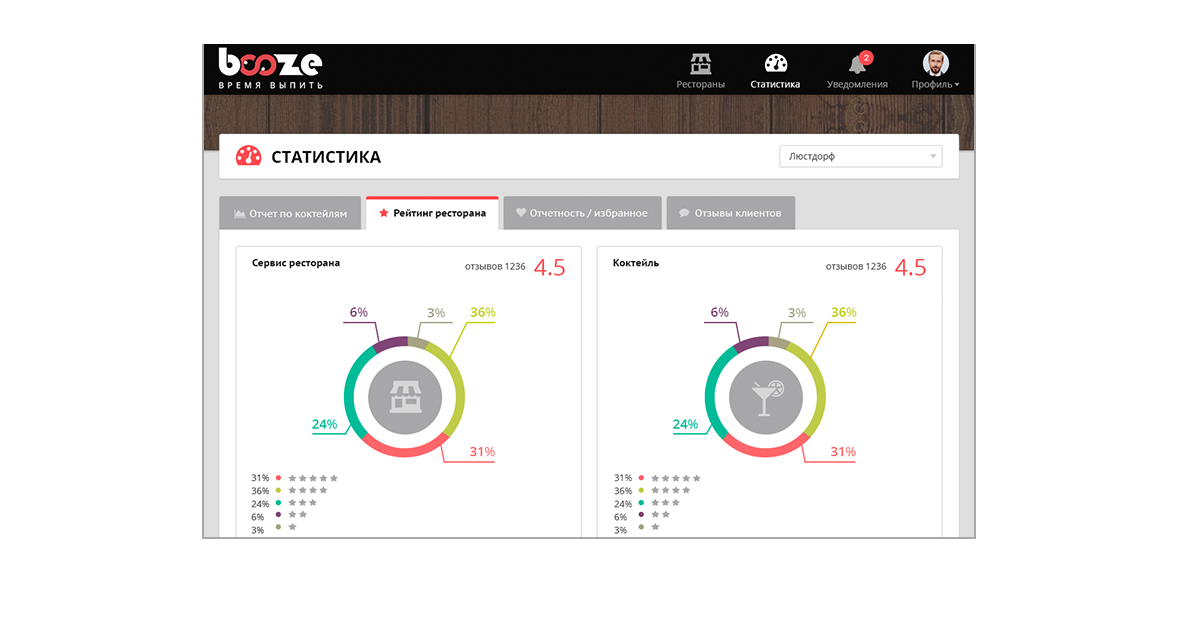 booze
ВРЕМЯ ВЫПИТЬ
Рестораны
Статистика
2
Уведомления
Профиль
СТАТИСТИКА
Люстдорф
Отчет по коктейлям
Рейтинг ресторана
Отчетность / избранное
Отзывы клиентов
Сервис ресторана
отзывов 1236 4.5
6%
3%
36%
24%
31%
31%
36%
24%
6%
3%
Коктейль
отзывов 1236 4.5
6%
3%
36%
24%
31%
31%
36%
24%
6%
3%